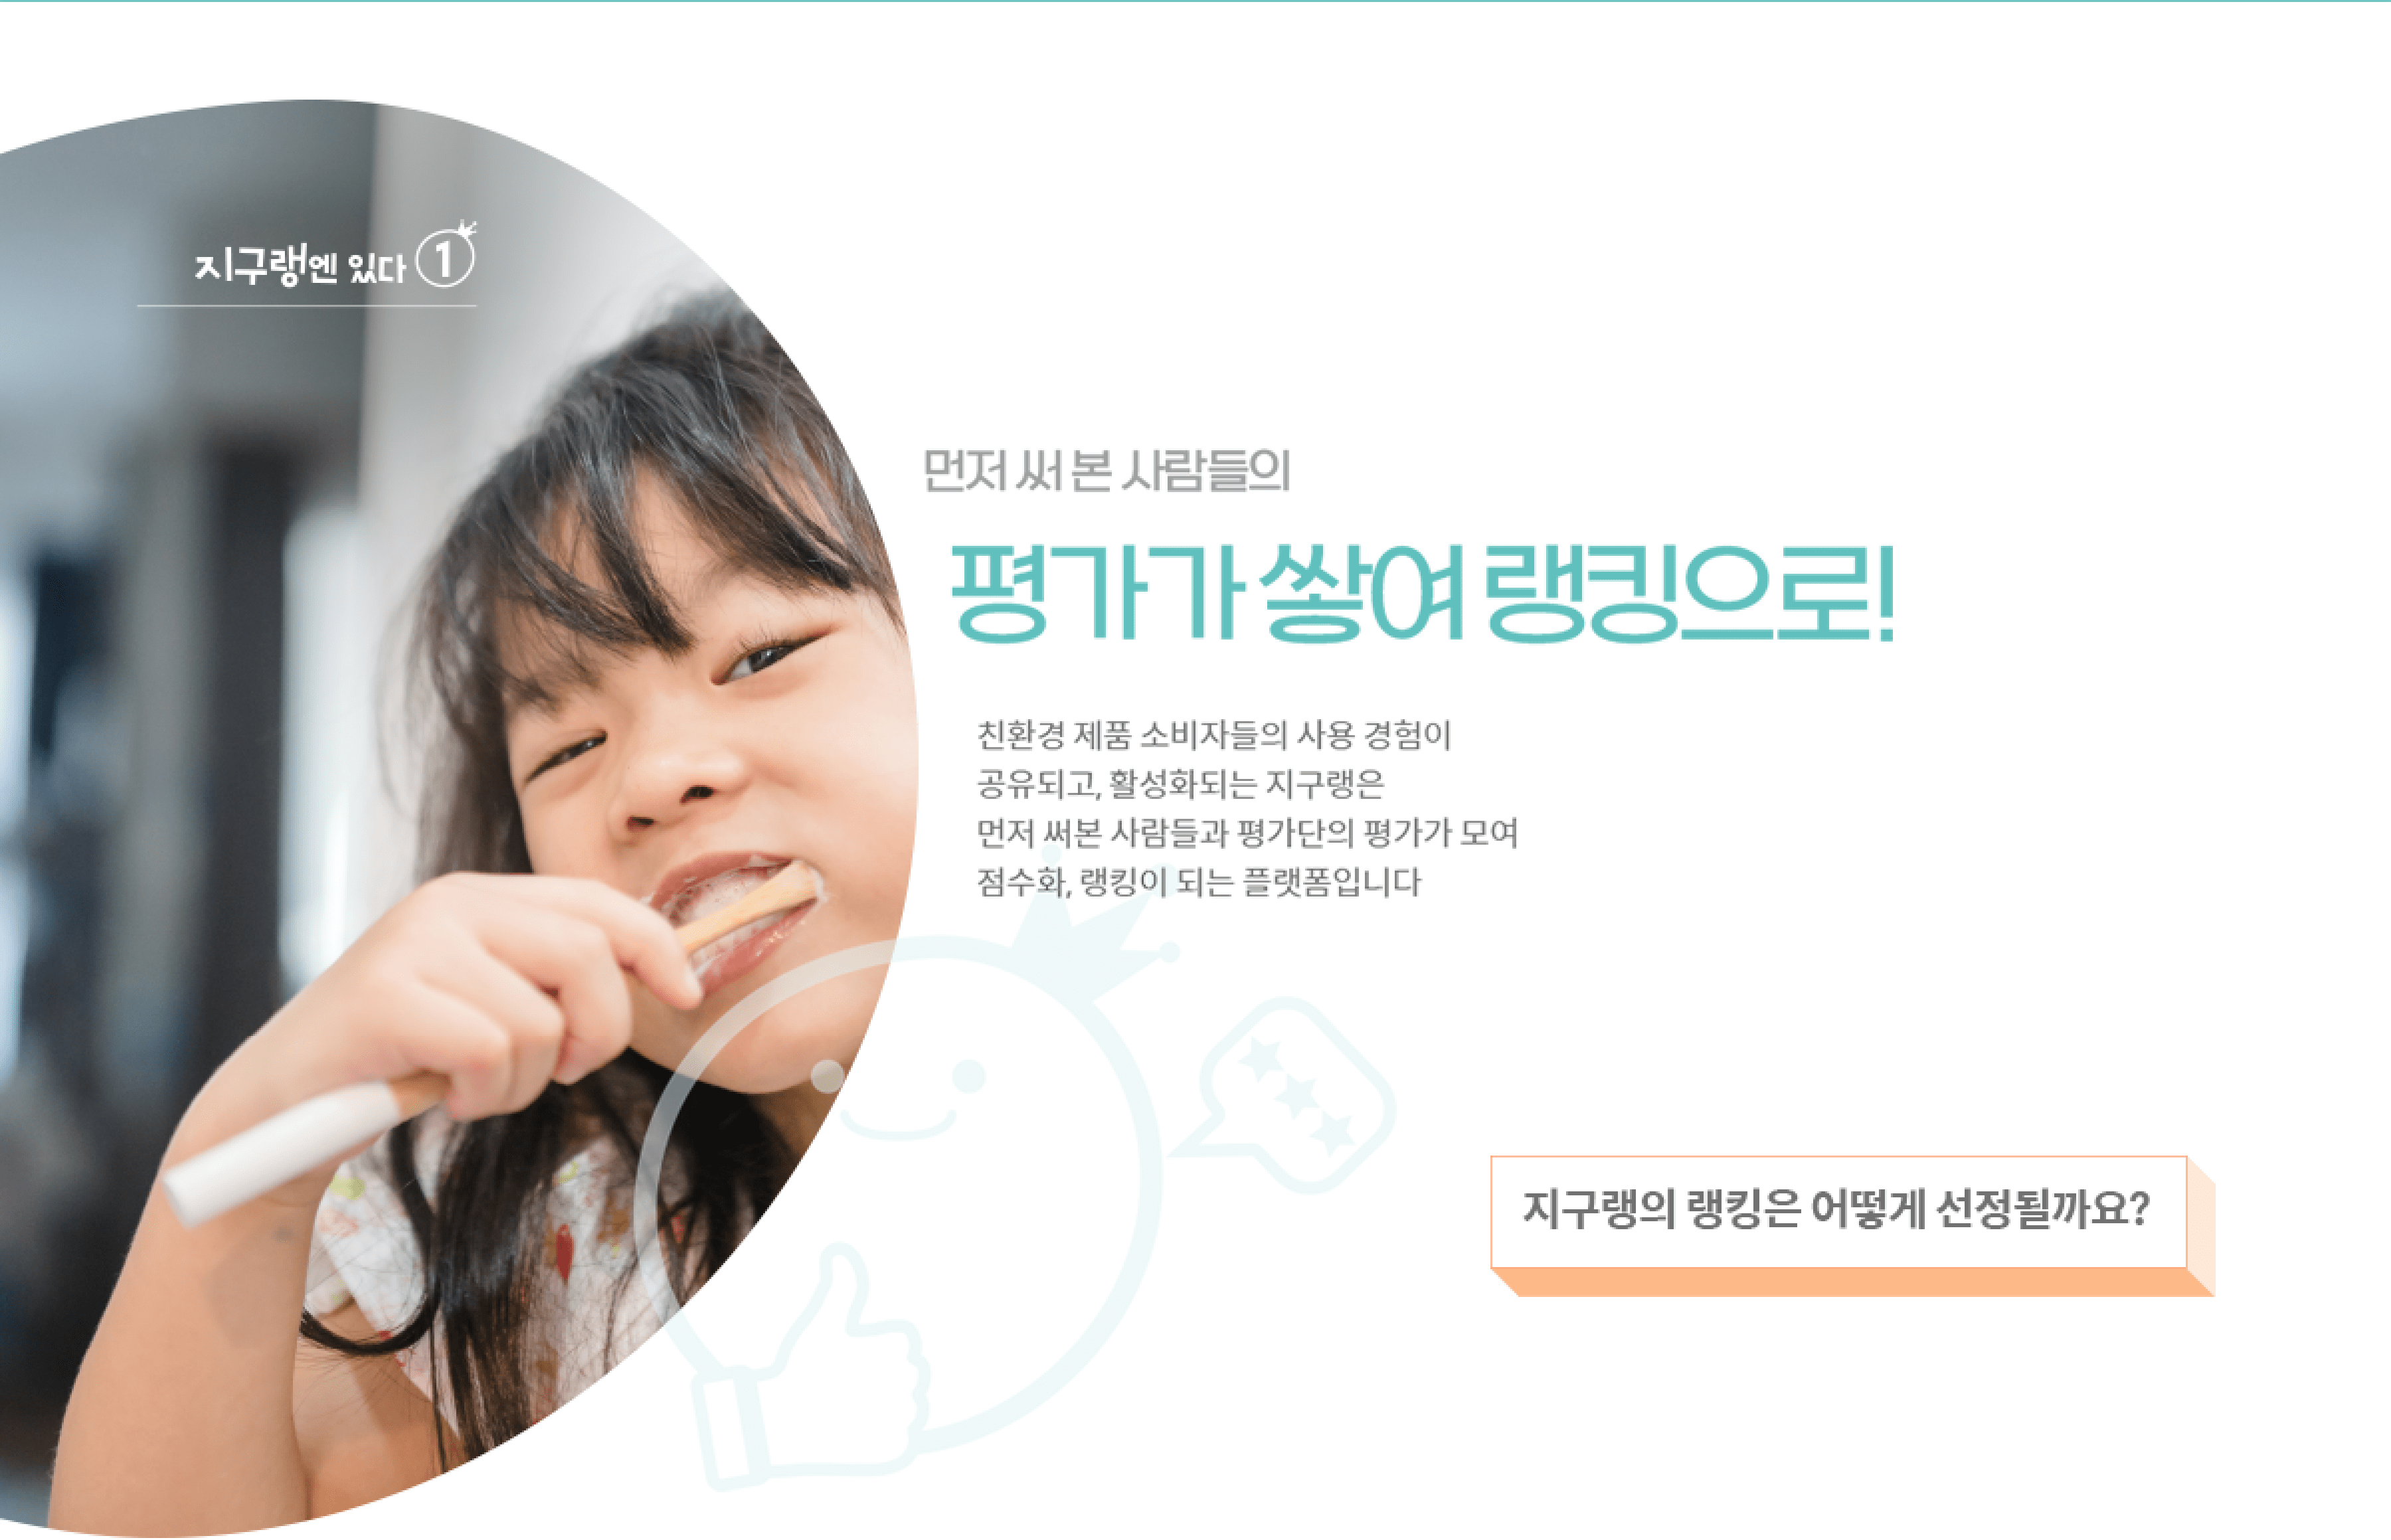 지구랭엔 있다 1
먼저 써 본 사람들의
평가가 쌓여 랭킹으로!
친환경 제품 소비자들의 사용 경험이
공유되고, 활성화되는 지구랭은
먼저 써본 사람들과 평가단의 평가가 모여
점수화, 랭킹이 되는 플랫폼입니다
지구랭의 랭킹은 어떻게 선정될까요?